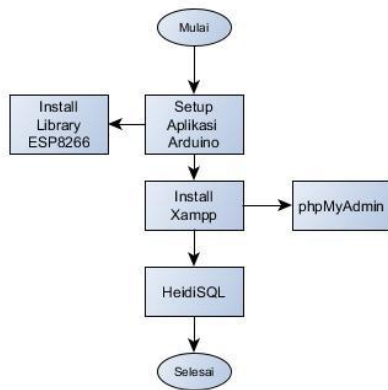 Mulai
Install
Library
ESP8266
Setup
Aplikasi
Arduino
Install
Xampp
phpMyAdmin
HeidiSQL
Selesai